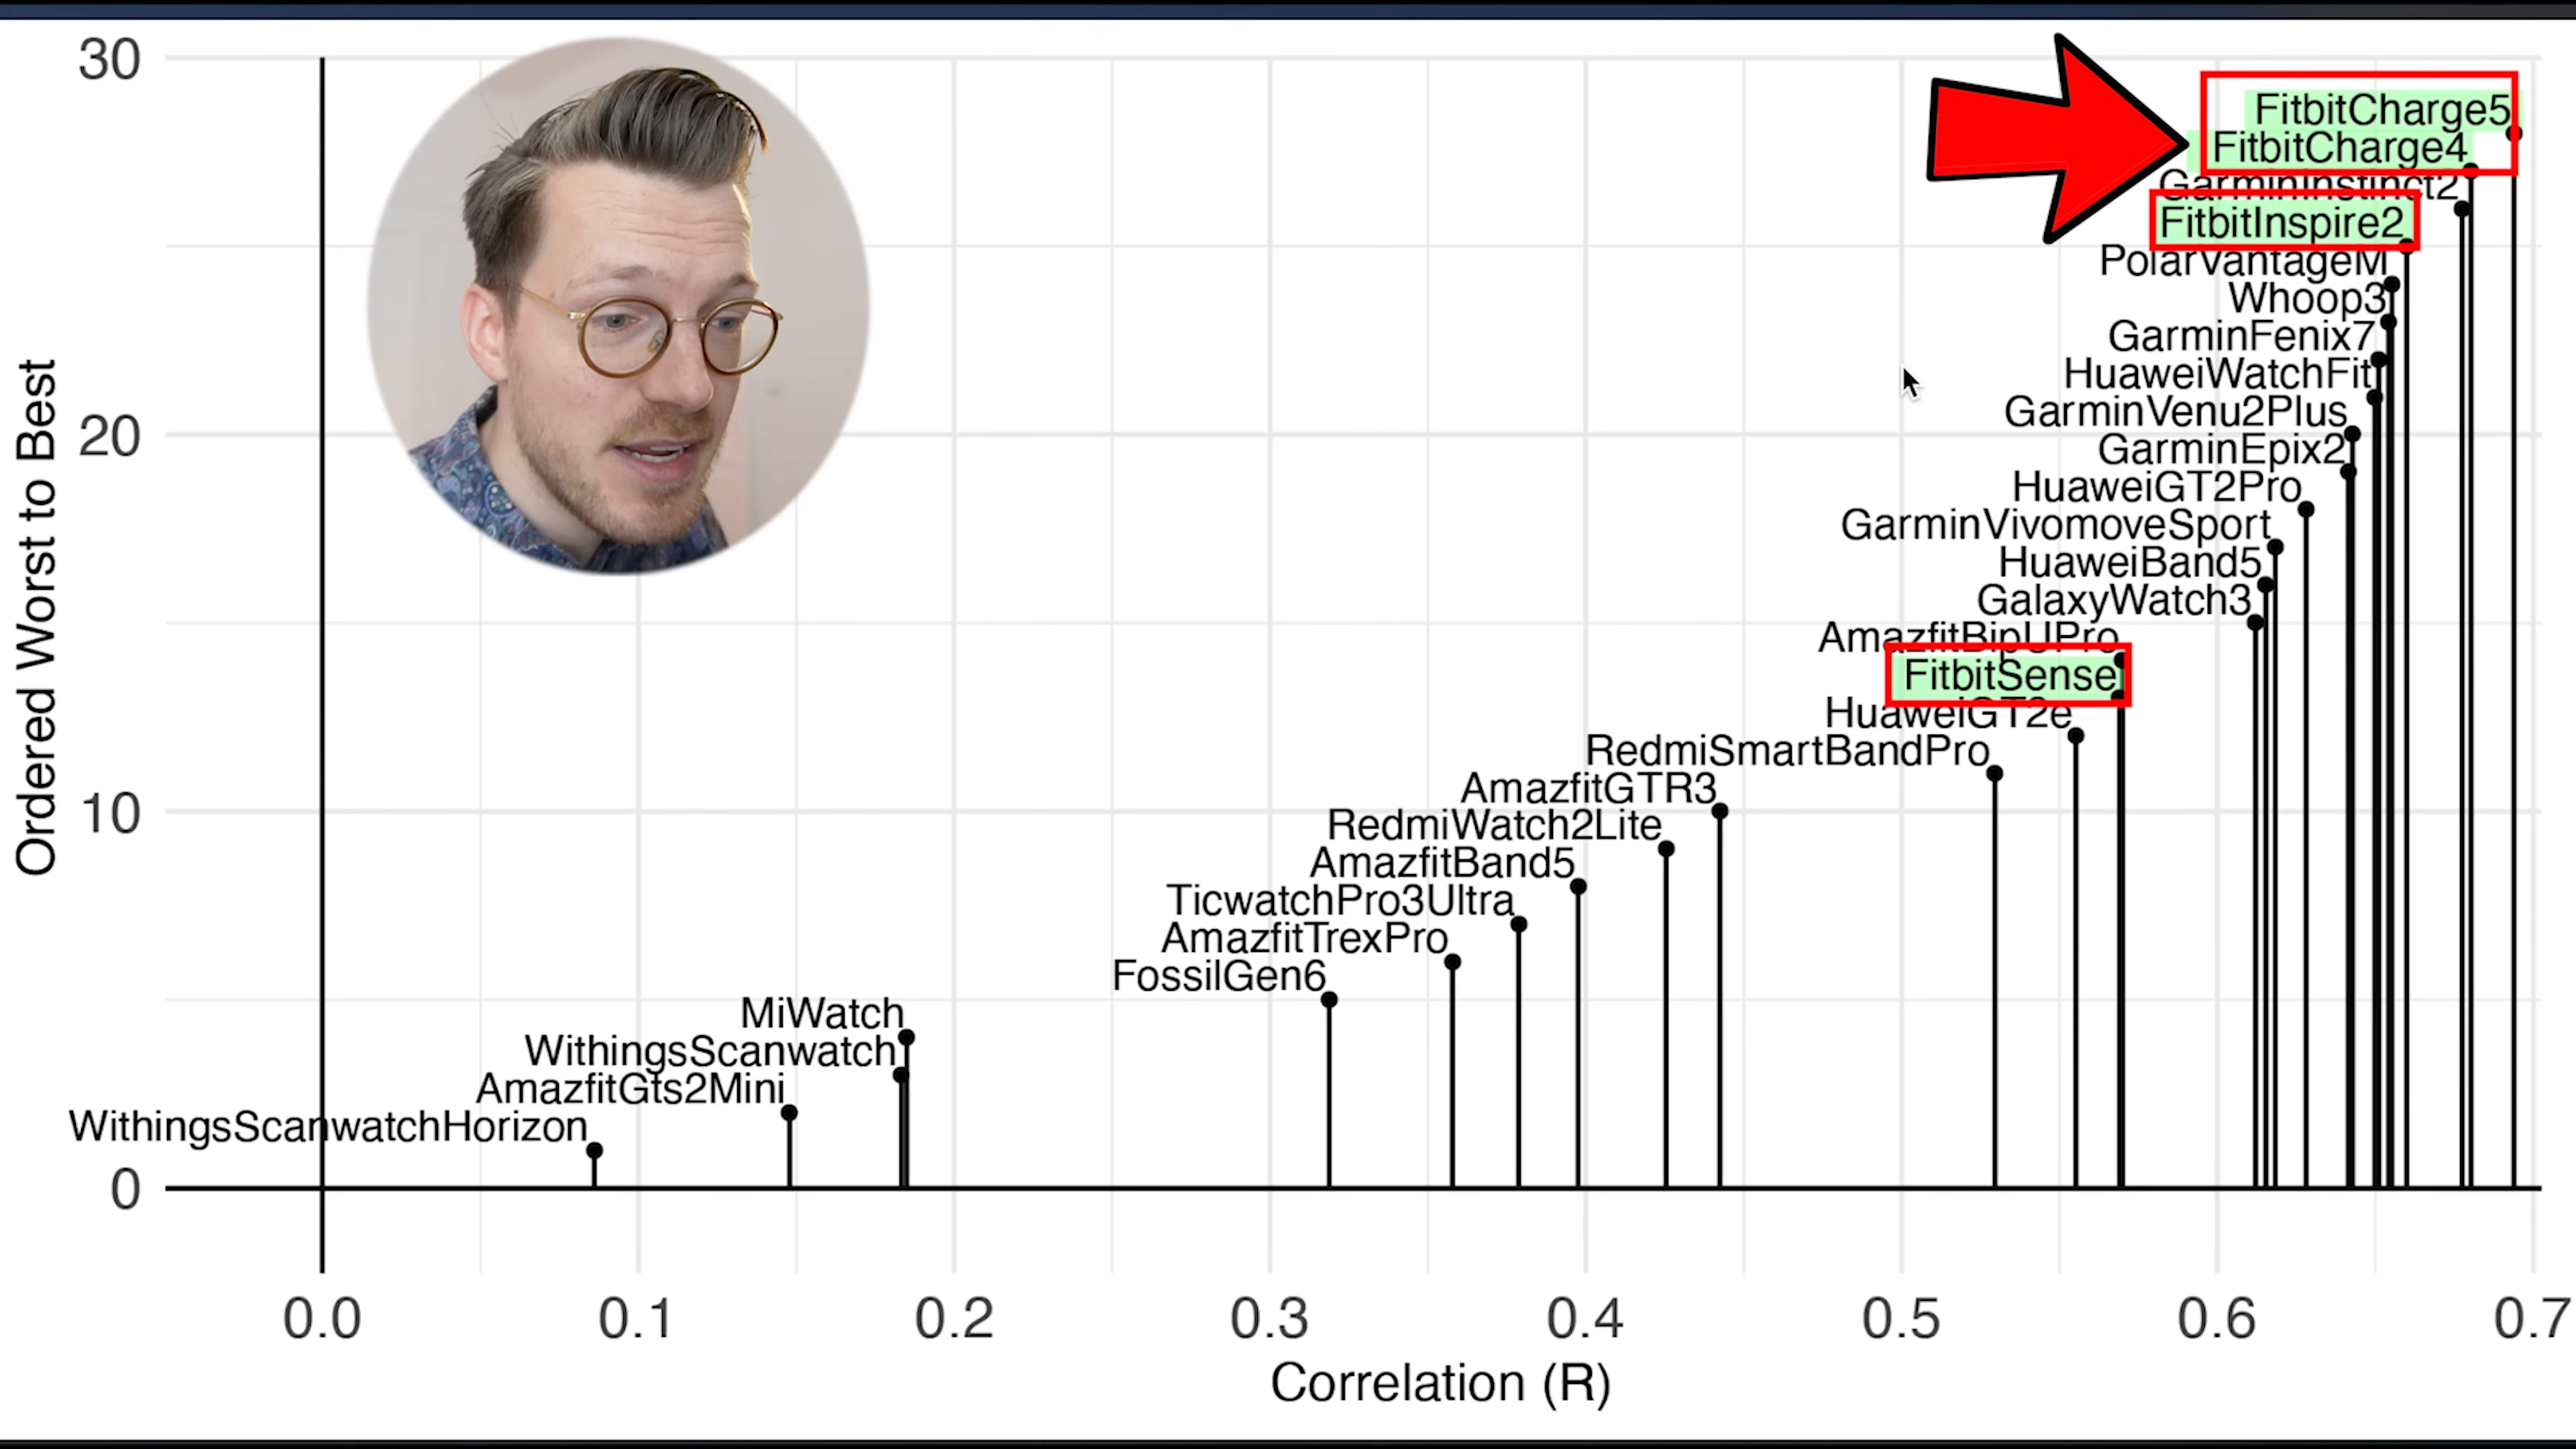 30
FitbitCharge5
FitbitCharge4
GarminInstinct2
FitbitInspire2
PolarVantageM
Whoop3
GarminFenix7
HuaweiWatchFit
GarminVenu2Plus
20
GarminEpix2
HuaweiGT2Pro
GarminVivomoveSport
HuaweiBand5
GalaxyWatch3
AmazfitBipUPro
FitbitSense
HuaweiGT2e
RedmiSmartBandPro
AmazfitGTR3
10
RedmiWatch2Lite
AmazfitBand5
TicwatchPro3Ultra
AmazfitTrexPro
FossilGen6
MiWatch
WithingsScanwatch
AmazfitGts2Mini
WithingsScanwatchHorizon
0
Ordered Worst to Best
0.0 0.1 0.2 0.3 0.4 0.5 0.6 0.7
Correlation (R)